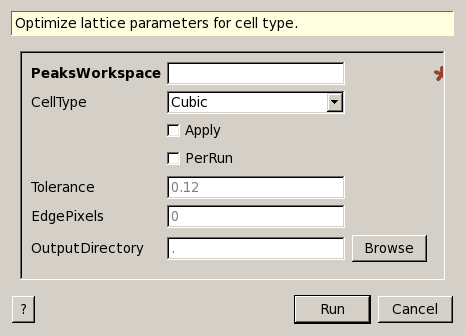 Optimize lattice parameters for cell type.
PeaksWorkspace *
CellType Cubic
Apply
PerRun
Tolerance 0.12
EdgePixels 0
OutputDirectory . Browse
? Run Cancel